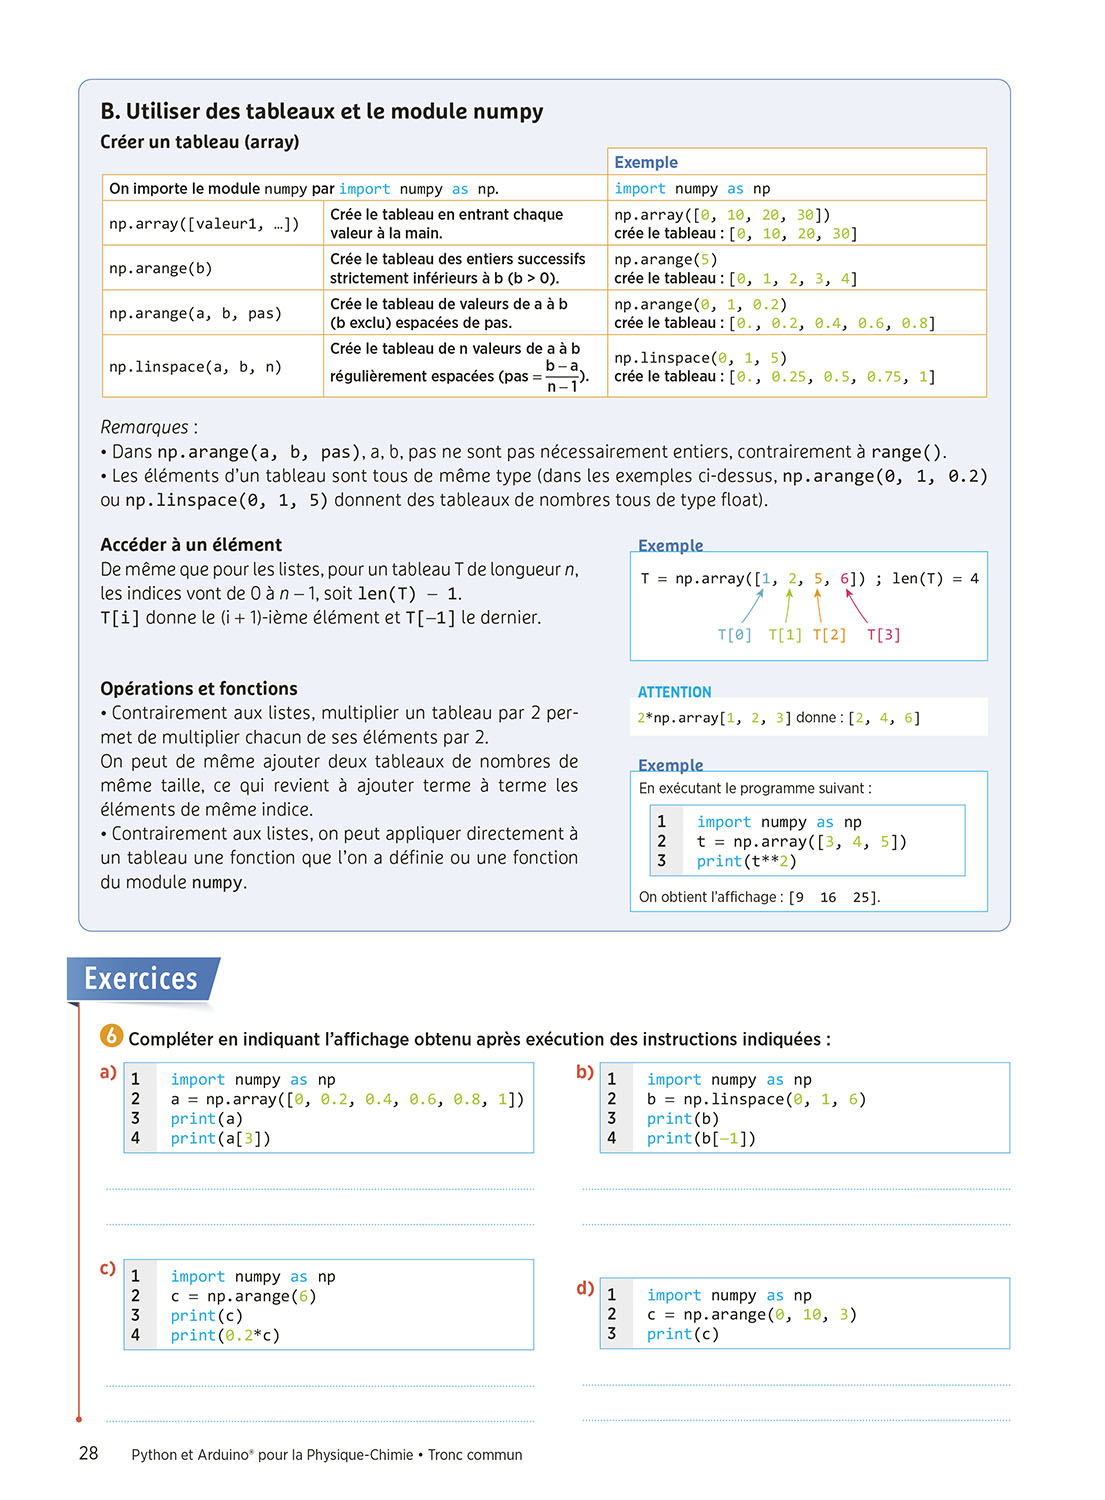 B. Utiliser des tableaux et le module numpy
Créer un tableau (array)
Exemple
On importe le module numpy par import numpy as np.
import numpy as np
np.array([valeur1, …])
Crée le tableau en entrant chaque
valeur à la main.
np.array([0, 10, 20, 30])
crée le tableau : [0, 10, 20, 30]
np.arange(b)
Crée le tableau des entiers successifs
strictement inférieurs à b (b > 0).
np.arange(5)
crée le tableau : [0, 1, 2, 3, 4]
np.arange(a, b, pas)
Crée le tableau de valeurs de a à b
(b exclu) espacées de pas.
np.arange(0, 1, 0.2)
crée le tableau : [0., 0.2, 0.4, 0.6, 0.8]
np.linspace(a, b, n)
Crée le tableau de n valeurs de a à b
régulièrement espacées (pas = b – a / n – 1).
np.linspace(0, 1, 5)
crée le tableau : [0., 0.25, 0.5, 0.75, 1]
Remarques :
• Dans np.arange(a, b, pas), a, b, pas ne sont pas nécessairement entiers, contrairement à range().
• Les éléments d'un tableau sont tous de même type (dans les exemples ci-dessus, np.arange(0, 1, 0.2)
ou np.linspace(0, 1, 5) donnent des tableaux de nombres tous de type float).
Accéder à un élément
De même que pour les listes, pour un tableau T de longueur n,
les indices vont de 0 à n – 1, soit len(T) – 1.
T[i] donne le (i + 1)-ième élément et T[–1] le dernier.
Exemple
T = np.array([1, 2, 5, 6]) ; len(T) = 4
T[0] T[1] T[2] T[3]
Opérations et fonctions
• Contrairement aux listes, multiplier un tableau par 2 per-
met de multiplier chacun de ses éléments par 2.
On peut de même ajouter deux tableaux de nombres de
même taille, ce qui revient à ajouter terme à terme les
éléments de même indice.
• Contrairement aux listes, on peut appliquer directement à
un tableau une fonction que l'on a définie ou une fonction
du module numpy.
ATTENTION
2*np.array[1, 2, 3] donne : [2, 4, 6]
Exemple
En exécutant le programme suivant :
1 import numpy as np
2 t = np.array([3, 4, 5])
3 print(t**2)
On obtient l'affichage : [9 16 25].
Exercices
6 Compléter en indiquant l'affichage obtenu après exécution des instructions indiquées :
a)
1 import numpy as np
2 a = np.array([0, 0.2, 0.4, 0.6, 0.8, 1])
3 print(a)
4 print(a[3])
b)
1 import numpy as np
2 b = np.linspace(0, 1, 6)
3 print(b)
4 print(b[–1])
c)
1 import numpy as np
2 c = np.arange(6)
3 print(c)
4 print(0.2*c)
d)
1 import numpy as np
2 c = np.arange(0, 10, 3)
3 print(c)
28 Python et Arduino® pour la Physique-Chimie • Tronc commun